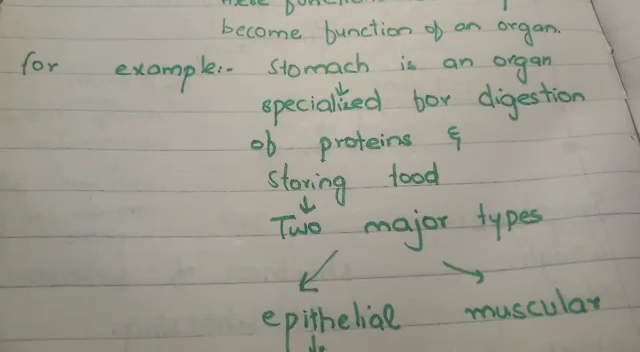 become function of an organ.
for example:- Stomach is an organ
specialized for digestion
of proteins &
storing food
Two major types
epithelial muscular